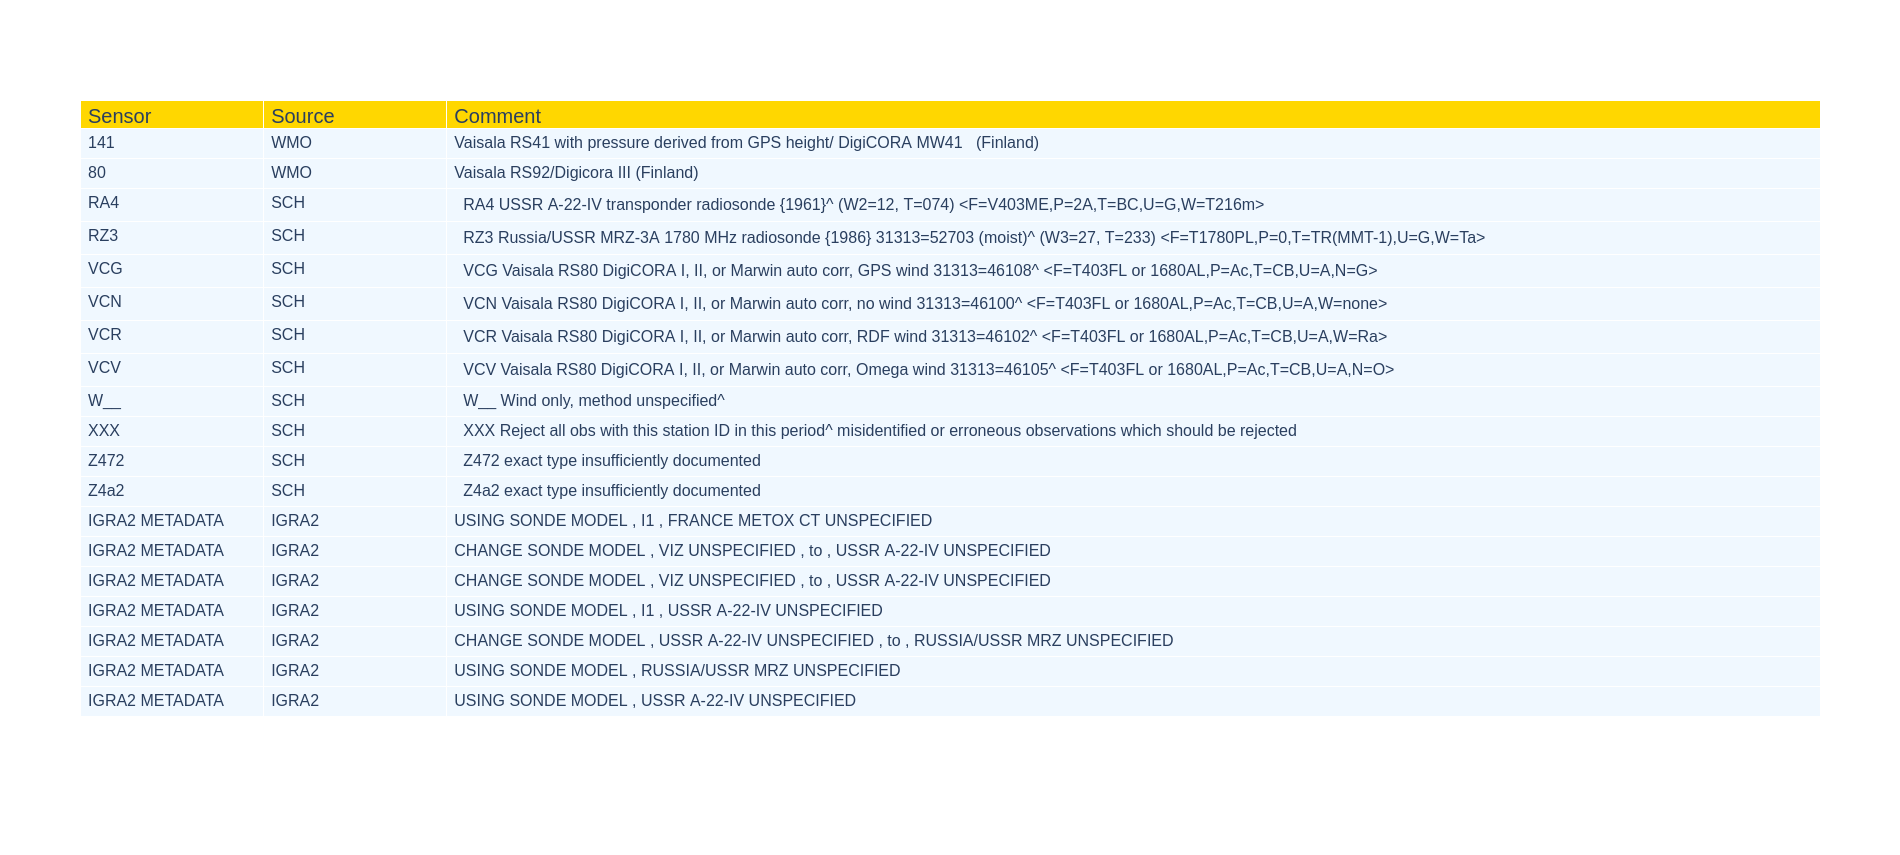 Sensor Source Comment
141 WMO Vaisala RS41 with pressure derived from GPS height/ DigiCORA MW41 (Finland)
80 WMO Vaisala RS92/Digicora III (Finland)
RA4 SCH RA4 USSR A-22-IV transponder radiosonde {1961}^ (W2=12, T=074) <F=V403ME,P=2A,T=BC,U=G,W=T216m>
RZ3 SCH RZ3 Russia/USSR MRZ-3A 1780 MHz radiosonde {1986} 31313=52703 (moist)^ (W3=27, T=233) <F=T1780PL,P=0,T=TR(MMT-1),U=G,W=Ta>
VCG SCH VCG Vaisala RS80 DigiCORA I, II, or Marwin auto corr, GPS wind 31313=46108^ <F=T403FL or 1680AL,P=Ac,T=CB,U=A,N=G>
VCN SCH VCN Vaisala RS80 DigiCORA I, II, or Marwin auto corr, no wind 31313=46100^ <F=T403FL or 1680AL,P=Ac,T=CB,U=A,W=none>
VCR SCH VCR Vaisala RS80 DigiCORA I, II, or Marwin auto corr, RDF wind 31313=46102^ <F=T403FL or 1680AL,P=Ac,T=CB,U=A,W=Ra>
VCV SCH VCV Vaisala RS80 DigiCORA I, II, or Marwin auto corr, Omega wind 31313=46105^ <F=T403FL or 1680AL,P=Ac,T=CB,U=A,N=O>
W__ SCH W__ Wind only, method unspecified^
XXX SCH XXX Reject all obs with this station ID in this period^ misidentified or erroneous observations which should be rejected
Z472 SCH Z472 exact type insufficiently documented
Z4a2 SCH Z4a2 exact type insufficiently documented
IGRA2 METADATA IGRA2 USING SONDE MODEL , I1 , FRANCE METOX CT UNSPECIFIED
IGRA2 METADATA IGRA2 CHANGE SONDE MODEL , VIZ UNSPECIFIED , to , USSR A-22-IV UNSPECIFIED
IGRA2 METADATA IGRA2 CHANGE SONDE MODEL , VIZ UNSPECIFIED , to , USSR A-22-IV UNSPECIFIED
IGRA2 METADATA IGRA2 USING SONDE MODEL , I1 , USSR A-22-IV UNSPECIFIED
IGRA2 METADATA IGRA2 CHANGE SONDE MODEL , USSR A-22-IV UNSPECIFIED , to , RUSSIA/USSR MRZ UNSPECIFIED
IGRA2 METADATA IGRA2 USING SONDE MODEL , RUSSIA/USSR MRZ UNSPECIFIED
IGRA2 METADATA IGRA2 USING SONDE MODEL , USSR A-22-IV UNSPECIFIED